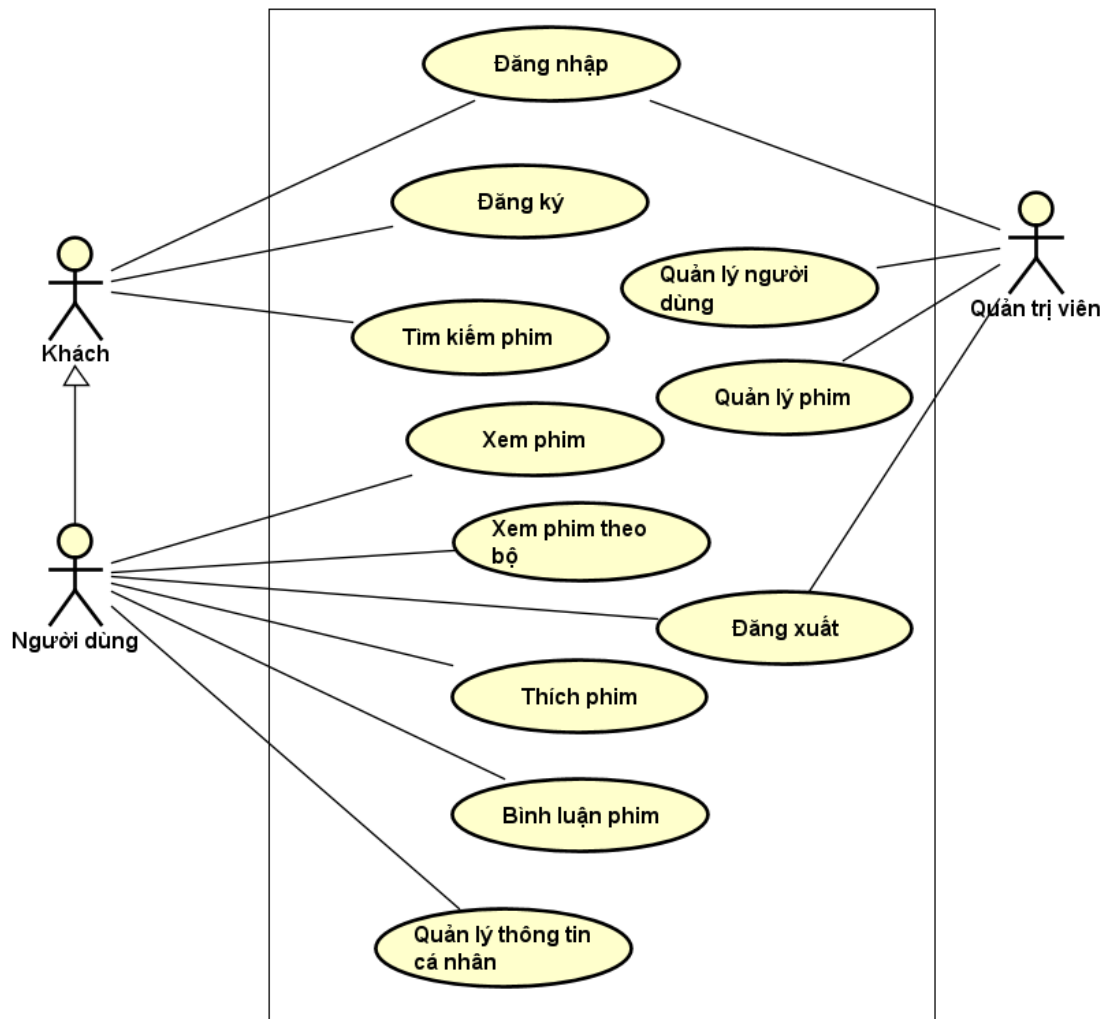 Đăng nhập
Đăng ký
Quản lý người
dùng
Quản trị viên
Tìm kiếm phim
Khách
Quản lý phim
Xem phim
Xem phim theo
bộ
Đăng xuất
Người dùng
Thích phim
Bình luận phim
Quản lý thông tin
cá nhân